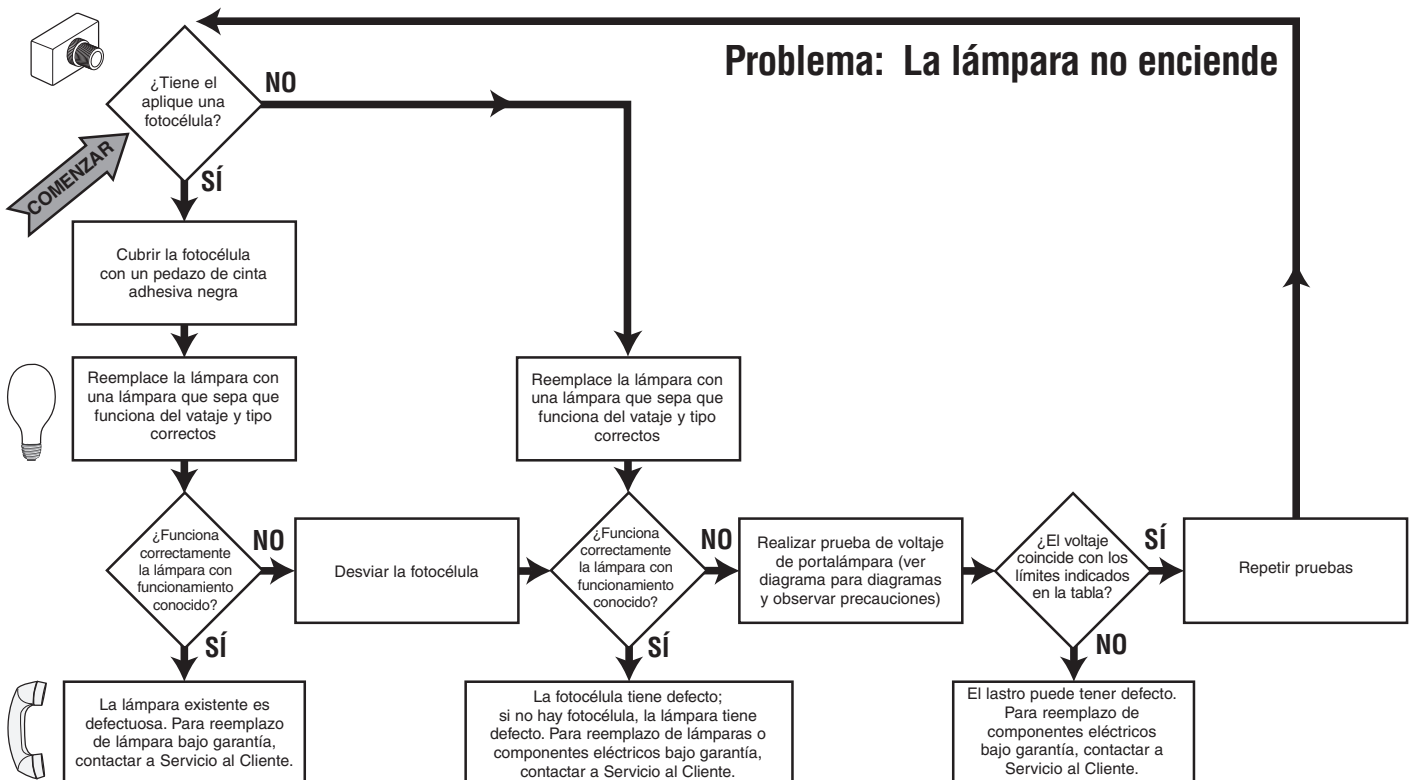 Problema: La lámpara no enciende
COMENZAR
¿Tiene el
aplique una
fotocélula?
NO
SÍ
Cubrir la fotocélula
con un pedazo de cinta
adhesiva negra
Reemplace la lámpara con
una lámpara que sepa que
funciona del vataje y tipo
correctos
Reemplace la lámpara con
una lámpara que sepa que
funciona del vataje y tipo
correctos
¿Funciona
correctamente
la lámpara con
funcionamiento
conocido?
NO
SÍ
Desviar la fotocélula
¿Funciona
correctamente
la lámpara con
funcionamiento
conocido?
NO
SÍ
Realizar prueba de voltaje
de portalámpara (ver
diagrama para diagramas
y observar precauciones)
¿El voltaje
coincide con los
límites indicados
en la tabla?
SÍ
NO
Repetir pruebas
La lámpara existente es
defectuosa. Para reemplazo
de lámpara bajo garantía,
contactar a Servicio al Cliente.
La fotocélula tiene defecto;
si no hay fotocélula, la lámpara tiene
defecto. Para reemplazo de lámparas o
componentes eléctricos bajo garantía,
contactar a Servicio al Cliente.
El lastro puede tener defecto.
Para reemplazo de
componentes eléctricos
bajo garantía, contactar a
Servicio al Cliente.